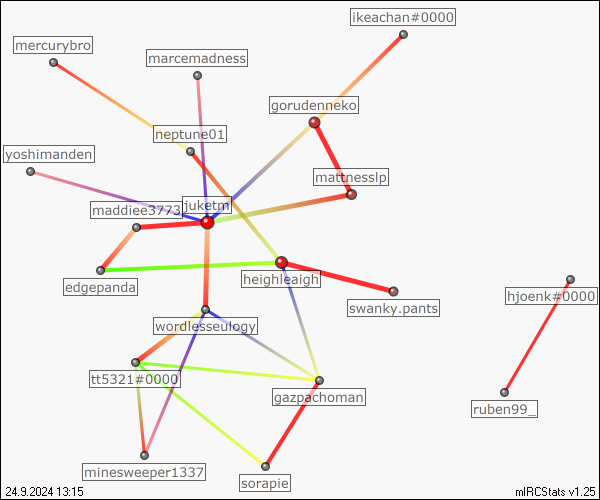 ikeachan#0000
mercurybro
marcemadness
gorudenneko
neptune01
yoshimanden
mattnesslp
maddiee3773
juketm
heighleaigh
edgepanda
hjoenk#0000
swanky.pants
wordlesseulogy
tt5321#0000
gazpachoman
ruben99_
minesweeper1337
sorapie
24.9.2024 13:15
mIRCStats v1.25